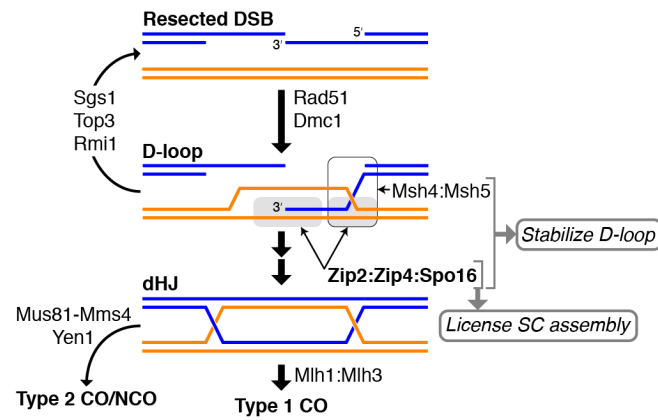 Resected DSB
5′
3′
Sgs1
Top3
Rmi1
Rad51
Dmc1
D-loop
Msh4:Msh5
3′
Stabilize D-loop
Zip2:Zip4:Spo16
dHJ
License SC assembly
Mus81-Mms4
Yen1
Mlh1:Mlh3
Type 2 CO/NCO
Type 1 CO